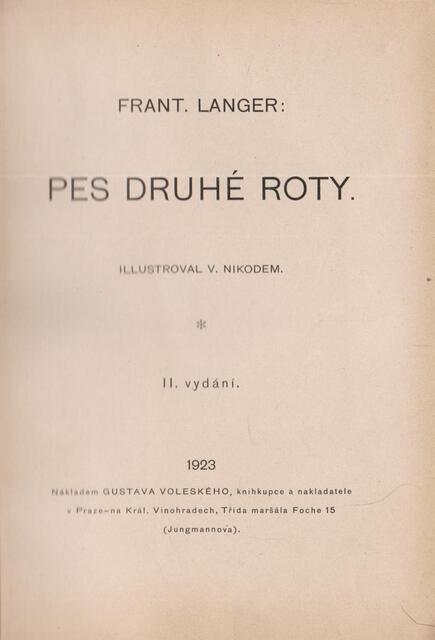 FRANT. LANGER:
PES DRUHÉ ROTY.
ILLUSTROVAL V. NIKODEM.
*
II. vydání.
1923
Nákladem GUSTAVA VOLESKÉHO, knihkupce a nakladatele
v Praze-na Král. Vinohradech, Třída maršála Foche 15
(Jungmannova).